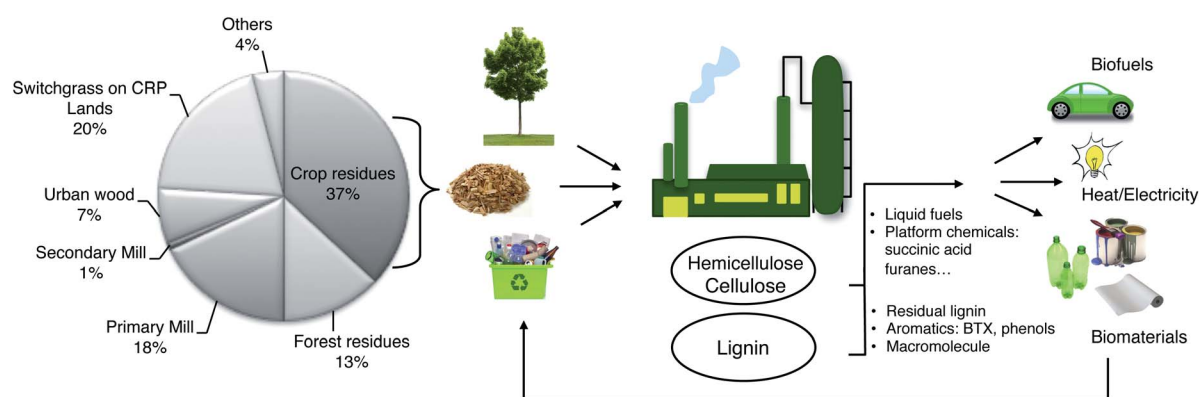 Others
4%
Switchgrass on CRP
Lands
20%
Urban wood
7%
Secondary Mill
1%
Primary Mill
18%
Forest residues
13%
Crop residues
37%
Hemicellulose
Cellulose
Lignin
• Liquid fuels
• Platform chemicals:
succinic acid
furanes…
• Residual lignin
• Aromatics: BTX, phenols
• Macromolecule
Biofuels
Heat/Electricity
Biomaterials